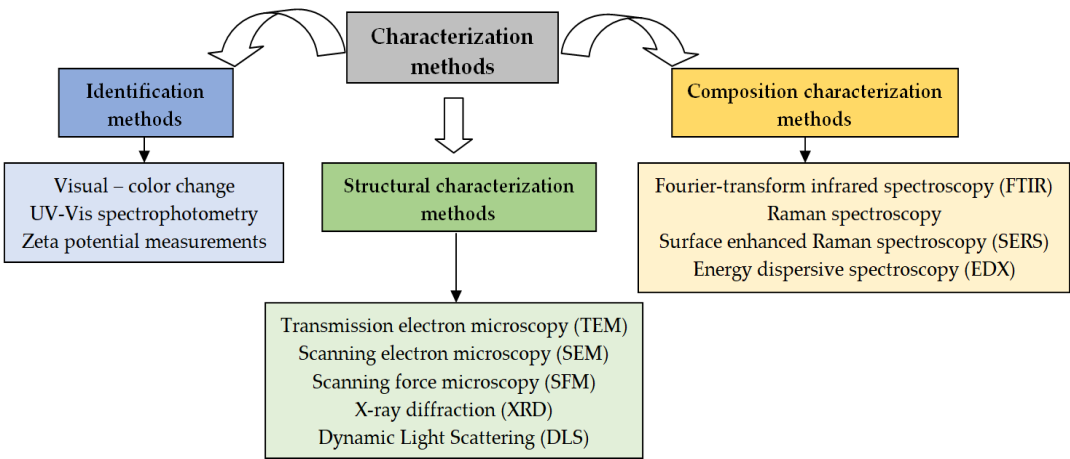 Characterization
methods
Identification
methods
Visual – color change
UV-Vis spectrophotometry
Zeta potential measurements
Structural characterization
methods
Transmission electron microscopy (TEM)
Scanning electron microscopy (SEM)
Scanning force microscopy (SFM)
X-ray diffraction (XRD)
Dynamic Light Scattering (DLS)
Composition characterization
methods
Fourier-transform infrared spectroscopy (FTIR)
Raman spectroscopy
Surface enhanced Raman spectroscopy (SERS)
Energy dispersive spectroscopy (EDX)